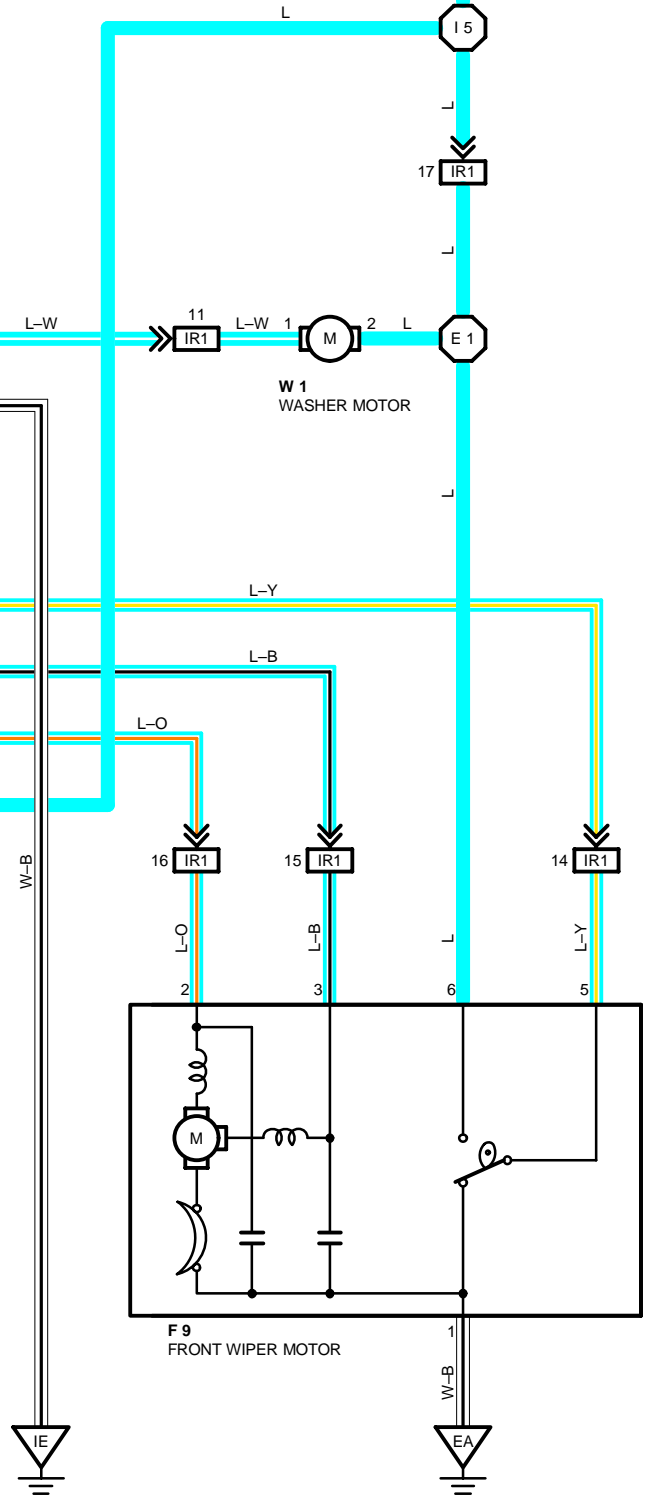 L
I 5
L
17 IR1
L
11
L–W L–W 1 2 L
IR1 M E 1
W 1
WASHER MOTOR
L
L–Y
L–B
L–O
16 IR1 15 IR1 14 IR1
W–B
L–O L–B L L–Y
2 3 6 5
M
F 9
FRONT WIPER MOTOR
1
W–B
IE EA